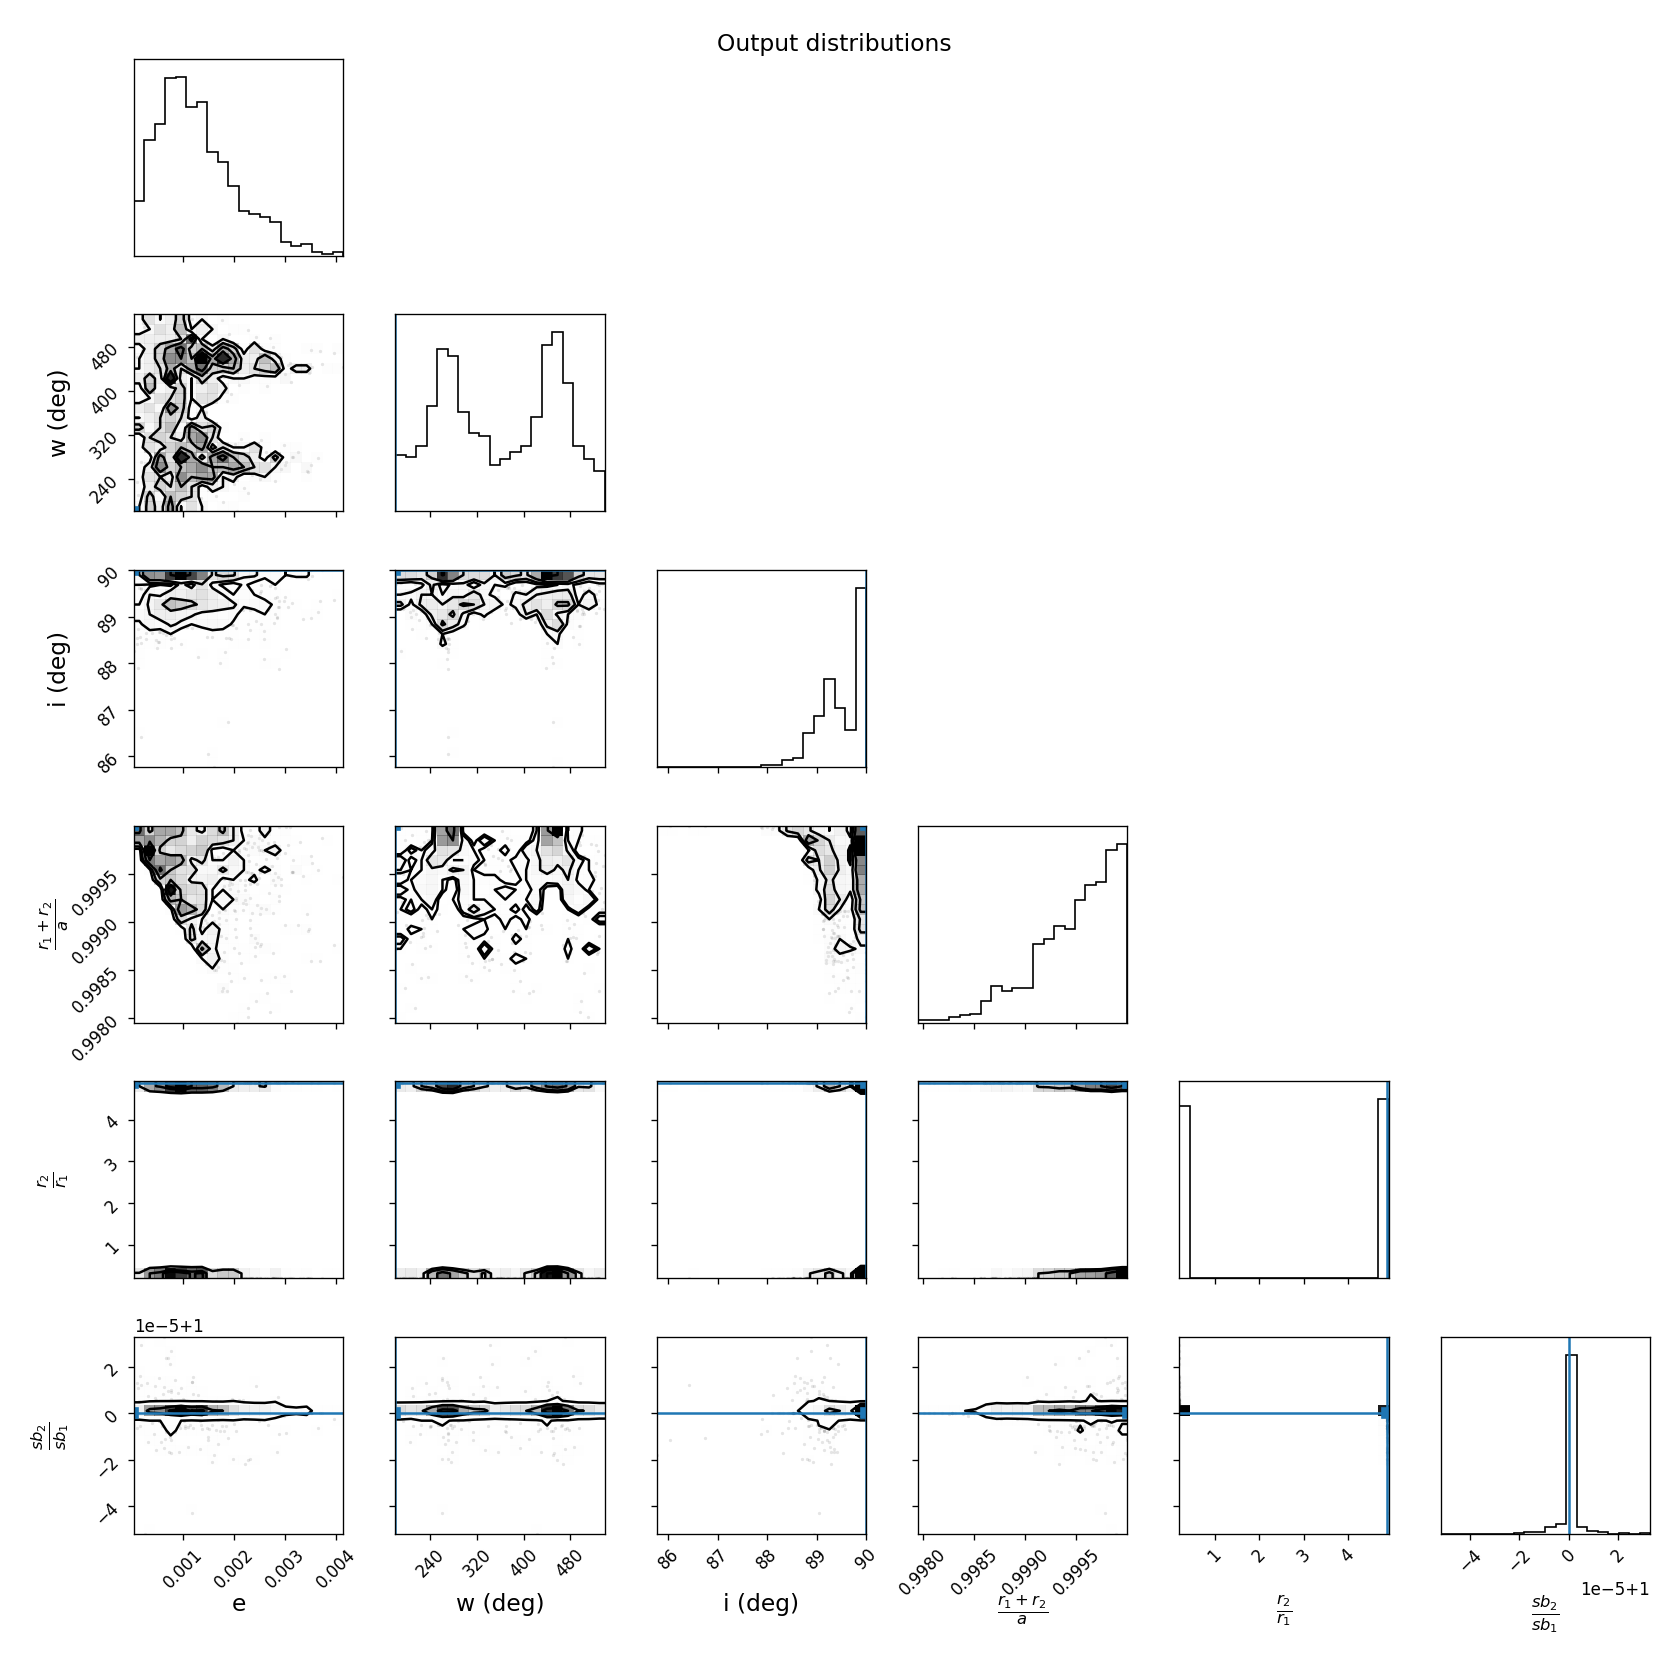 Output distributions
w (deg)
480
400
320
240
i (deg)
90
89
88
87
86
r₁ + r₂
a
0.9995
0.9990
0.9985
0.9980
r₂
r₁
4
3
2
1
1e−5+1
sb₂
sb₁
2
0
−2
−4
0.001 0.002 0.003 0.004
e
240 320 400 480
w (deg)
86 87 88 89 90
i (deg)
0.9980 0.9985 0.9990 0.9995
r₁ + r₂
a
1 2 3 4
r₂
r₁
−4 −2 0 2
1e−5+1
sb₂
sb₁